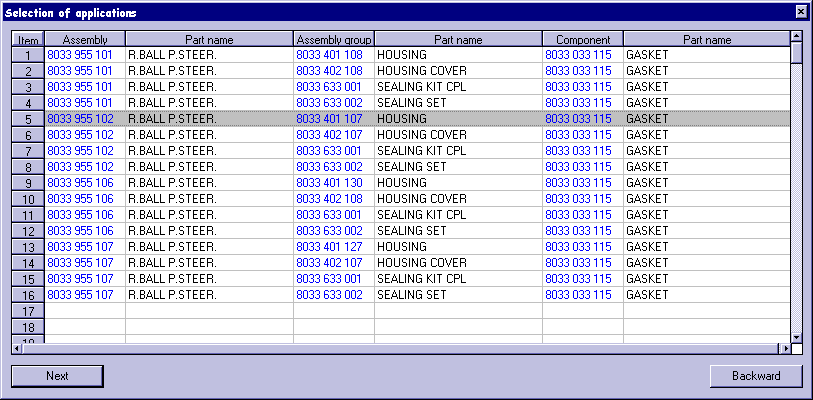 Selection of applications
Item Assembly Part name Assembly group Part name Component Part name
1 8033 955 101 R.BALL P.STEER. 8033 401 108 HOUSING 8033 033 115 GASKET
2 8033 955 101 R.BALL P.STEER. 8033 402 108 HOUSING COVER 8033 033 115 GASKET
3 8033 955 101 R.BALL P.STEER. 8033 633 001 SEALING KIT CPL 8033 033 115 GASKET
4 8033 955 101 R.BALL P.STEER. 8033 633 002 SEALING SET 8033 033 115 GASKET
5 8033 955 102 R.BALL P.STEER. 8033 401 107 HOUSING 8033 033 115 GASKET
6 8033 955 102 R.BALL P.STEER. 8033 402 107 HOUSING COVER 8033 033 115 GASKET
7 8033 955 102 R.BALL P.STEER. 8033 633 001 SEALING KIT CPL 8033 033 115 GASKET
8 8033 955 102 R.BALL P.STEER. 8033 633 002 SEALING SET 8033 033 115 GASKET
9 8033 955 106 R.BALL P.STEER. 8033 401 130 HOUSING 8033 033 115 GASKET
10 8033 955 106 R.BALL P.STEER. 8033 402 108 HOUSING COVER 8033 033 115 GASKET
11 8033 955 106 R.BALL P.STEER. 8033 633 001 SEALING KIT CPL 8033 033 115 GASKET
12 8033 955 106 R.BALL P.STEER. 8033 633 002 SEALING SET 8033 033 115 GASKET
13 8033 955 107 R.BALL P.STEER. 8033 401 127 HOUSING 8033 033 115 GASKET
14 8033 955 107 R.BALL P.STEER. 8033 402 107 HOUSING COVER 8033 033 115 GASKET
15 8033 955 107 R.BALL P.STEER. 8033 633 001 SEALING KIT CPL 8033 033 115 GASKET
16 8033 955 107 R.BALL P.STEER. 8033 633 002 SEALING SET 8033 033 115 GASKET
17
18
Next Backward